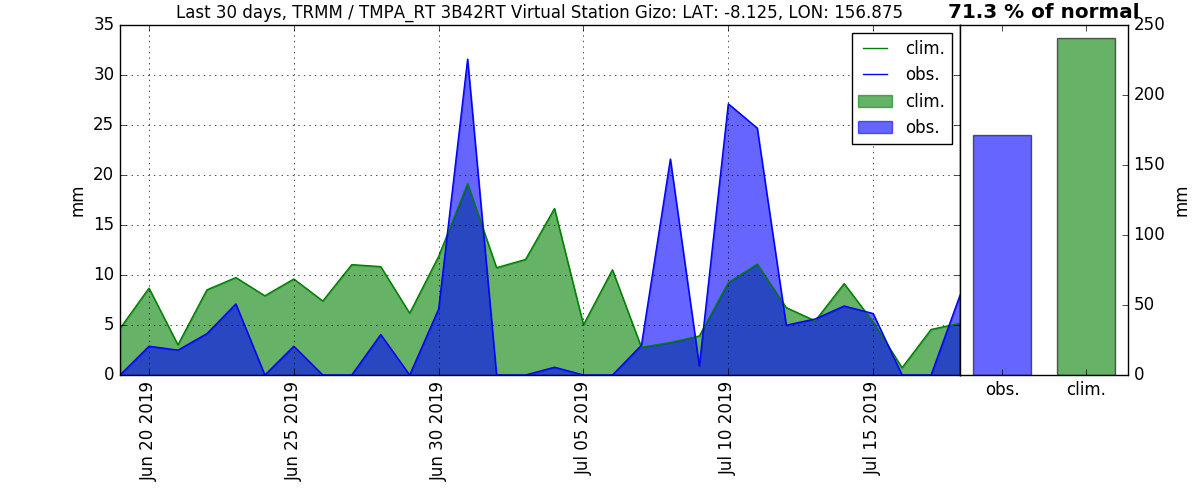 Last 30 days, TRMM / TMPA_RT 3B42RT Virtual Station Gizo: LAT: -8.125, LON: 156.875
71.3 % of normal
clim.
obs.
clim.
obs.
mm
35
30
25
20
15
10
5
0
Jun 20 2019
Jun 25 2019
Jun 30 2019
Jul 05 2019
Jul 10 2019
Jul 15 2019
250
200
150
100
50
0
mm
obs.
clim.